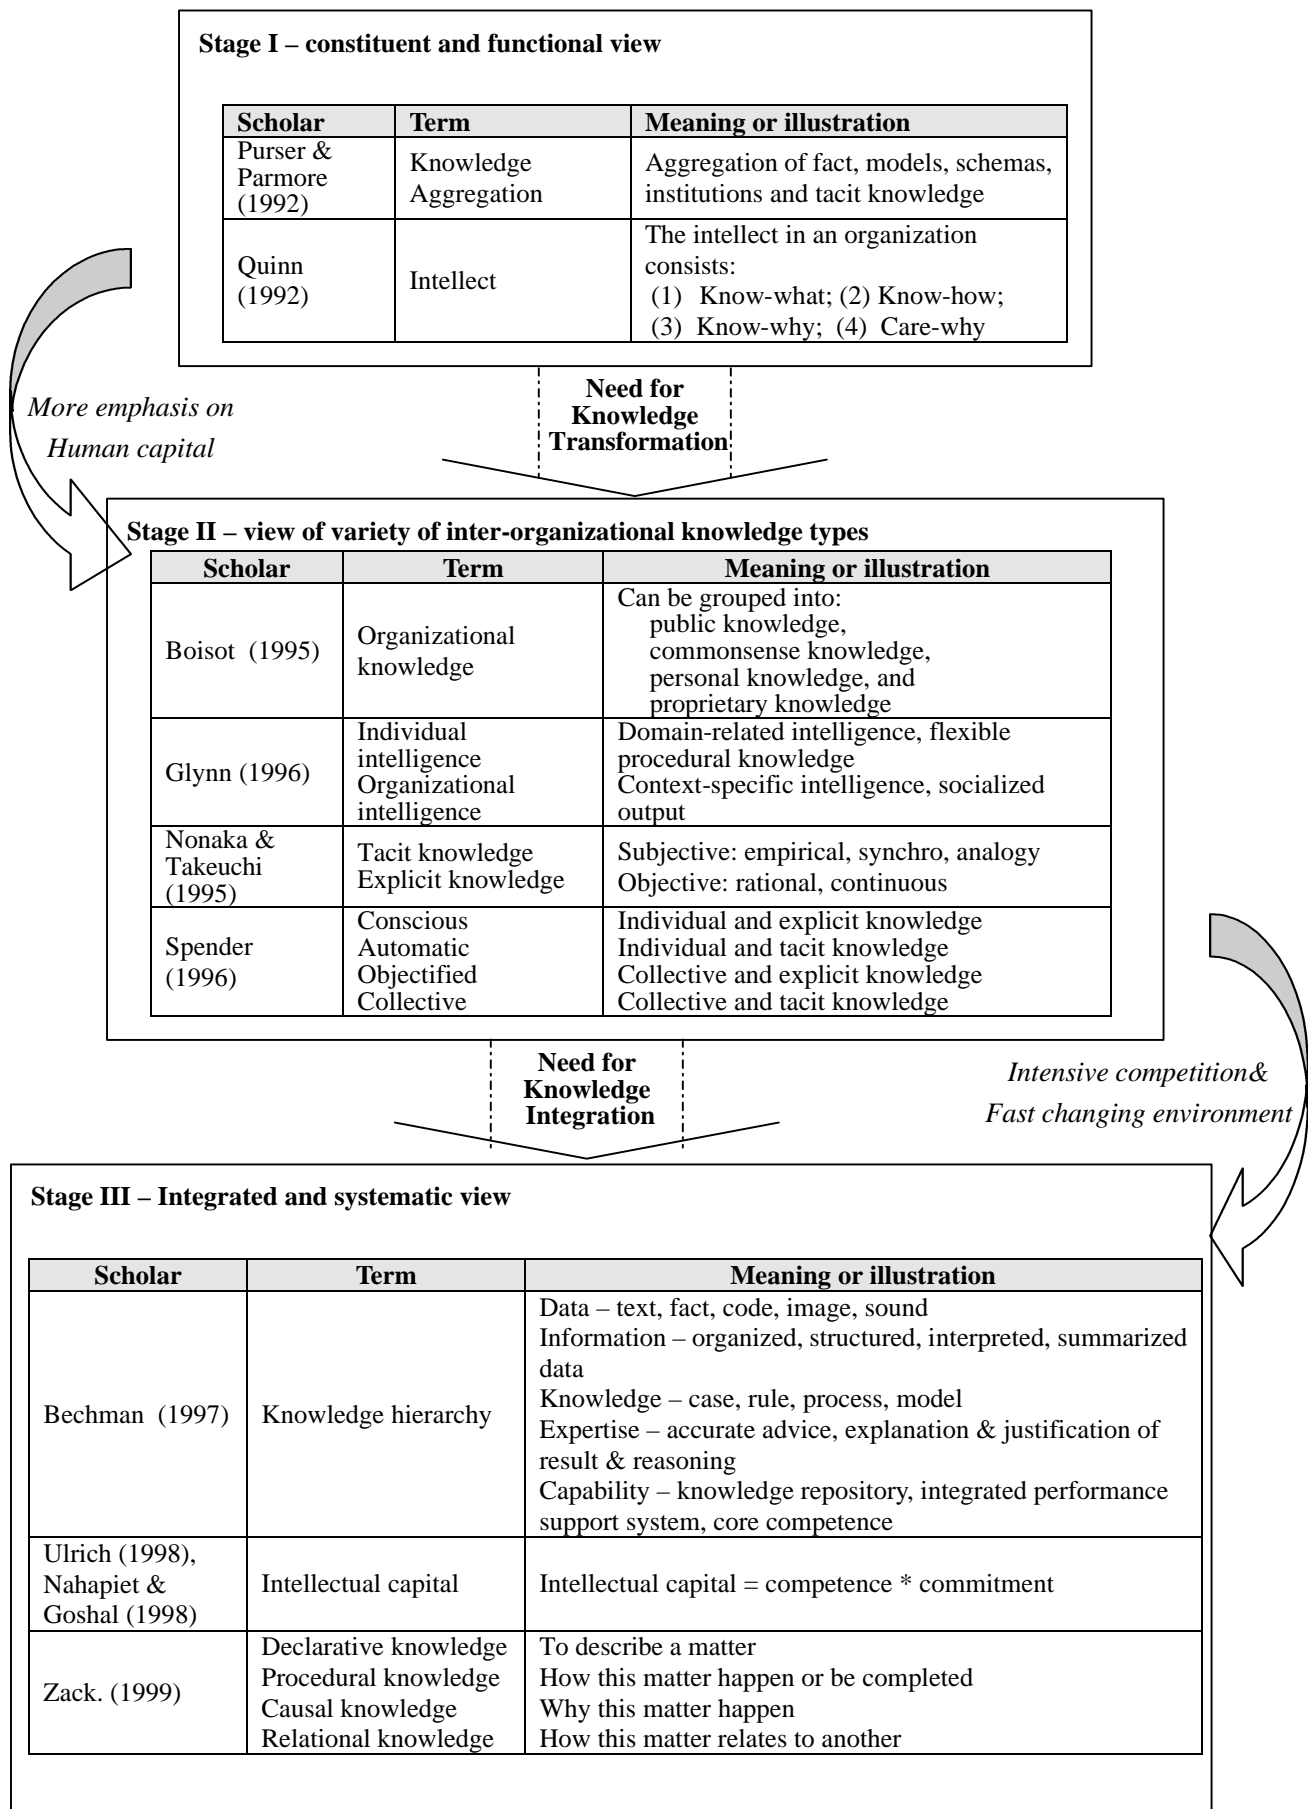 Stage I – constituent and functional view
Scholar Term Meaning or illustration
Purser &
Parmore
(1992)
Knowledge
Aggregation
Aggregation of fact, models, schemas,
institutions and tacit knowledge
Quinn
(1992)
Intellect
The intellect in an organization
consists:
(1) Know-what; (2) Know-how;
(3) Know-why; (4) Care-why
More emphasis on
Human capital
Need for
Knowledge
Transformation
Stage II – view of variety of inter-organizational knowledge types
Scholar Term Meaning or illustration
Boisot (1995)
Organizational
knowledge
Can be grouped into:
public knowledge,
commonsense knowledge,
personal knowledge, and
proprietary knowledge
Glynn (1996)
Individual
intelligence
Organizational
intelligence
Domain-related intelligence, flexible
procedural knowledge
Context-specific intelligence, socialized
output
Nonaka &
Takeuchi
(1995)
Tacit knowledge
Explicit knowledge
Subjective: empirical, synchro, analogy
Objective: rational, continuous
Spender
(1996)
Conscious
Automatic
Objectified
Collective
Individual and explicit knowledge
Individual and tacit knowledge
Collective and explicit knowledge
Collective and tacit knowledge
Need for
Knowledge
Integration
Intensive competition&
Fast changing environment
Stage III – Integrated and systematic view
Scholar Term Meaning or illustration
Bechman (1997)
Knowledge hierarchy
Data – text, fact, code, image, sound
Information – organized, structured, interpreted, summarized
data
Knowledge – case, rule, process, model
Expertise – accurate advice, explanation & justification of
result & reasoning
Capability – knowledge repository, integrated performance
support system, core competence
Ulrich (1998),
Nahapiet &
Goshal (1998)
Intellectual capital
Intellectual capital = competence * commitment
Zack. (1999)
Declarative knowledge
Procedural knowledge
Causal knowledge
Relational knowledge
To describe a matter
How this matter happen or be completed
Why this matter happen
How this matter relates to another